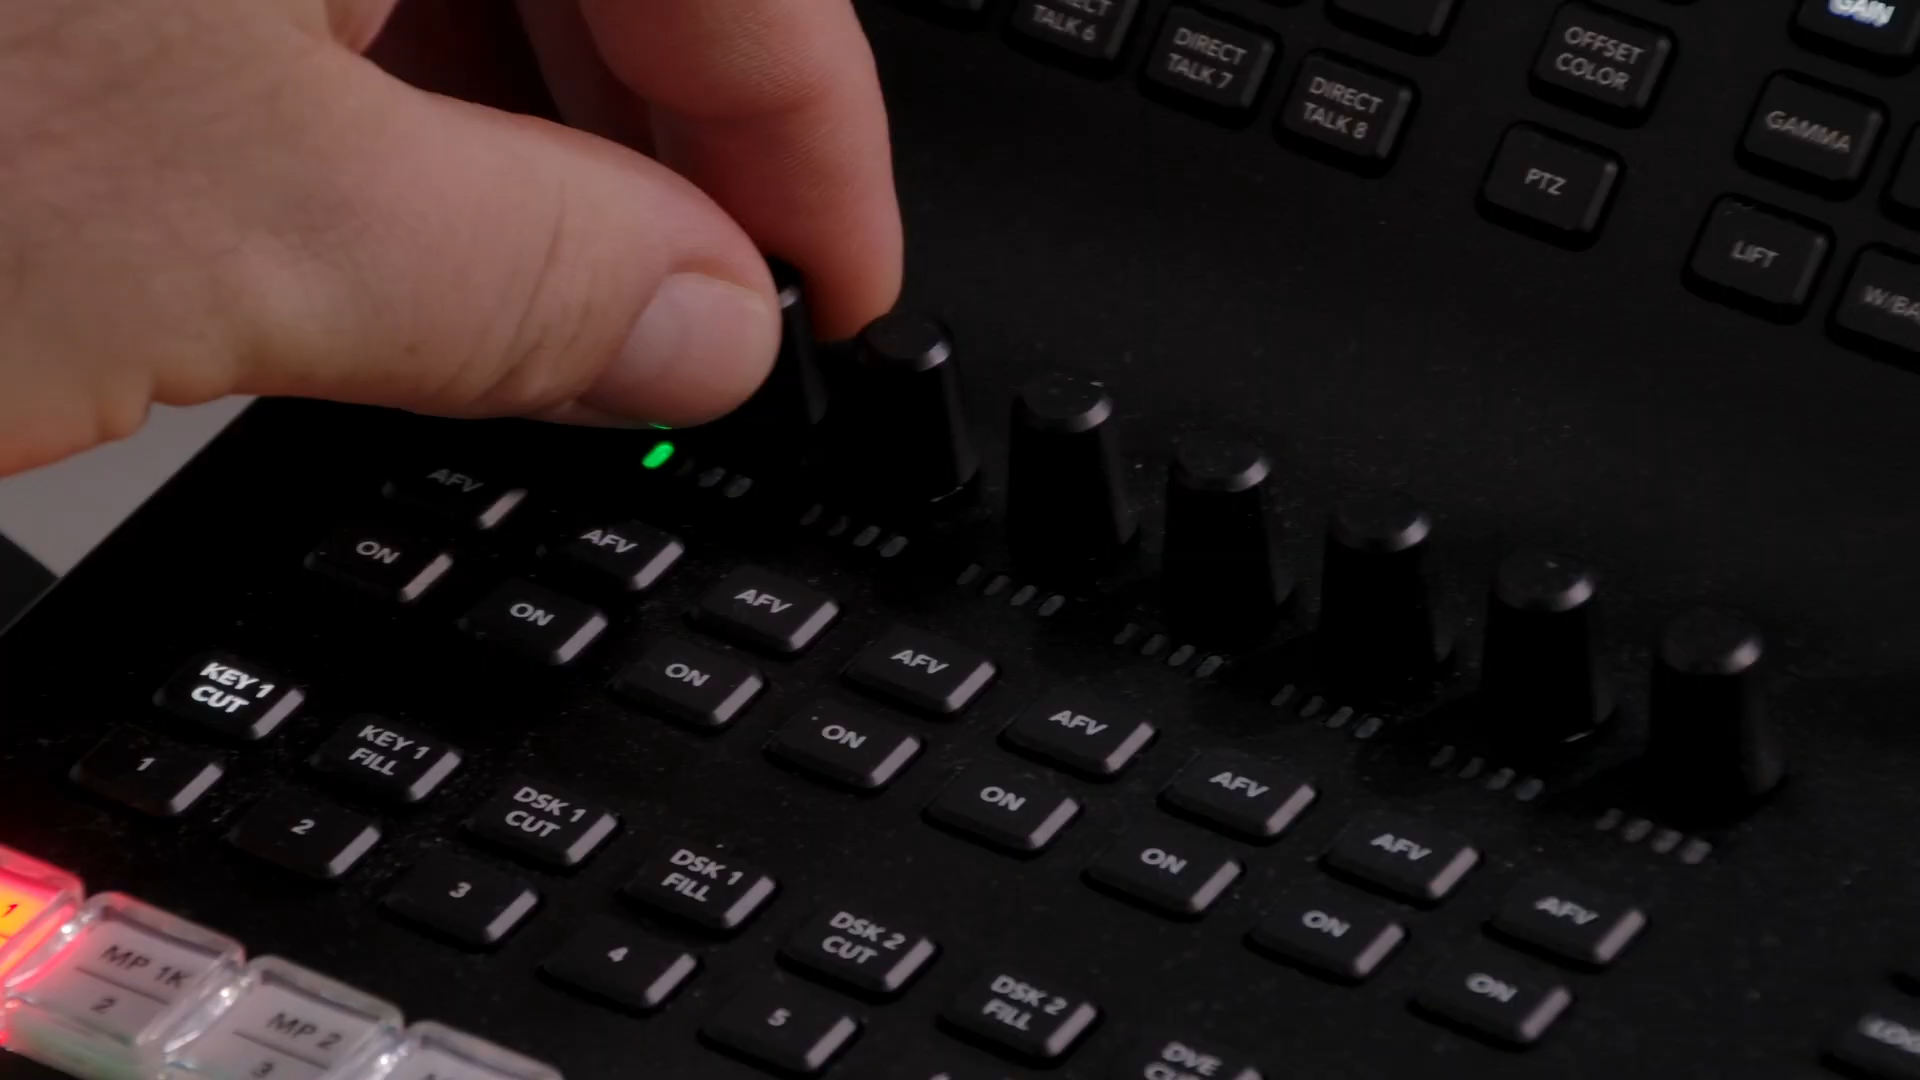 GAIN
TALK 6
DIRECT
TALK 7
DIRECT
TALK 8
OFFSET
COLOR
GAMMA
PTZ
LIFT
AFV
ON
AFV
ON
AFV
ON
AFV
ON
AFV
ON
AFV
ON
AFV
ON
AFV
ON
KEY 1
CUT
KEY 1
FILL
DSK 1
CUT
DSK 1
FILL
DSK 2
CUT
DSK 2
FILL
DVE
1
2
3
4
5
1
MP 1K
2
MP 2
3